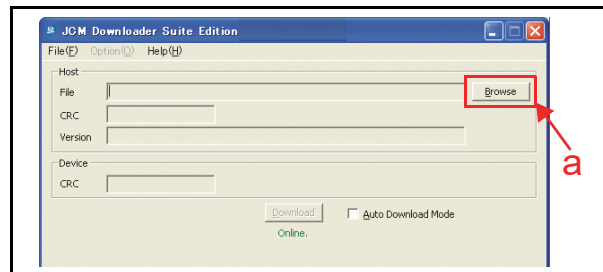 JCM Downloader Suite Edition
File(F) Option(O) Help(H)
Host
File Browse
CRC
Version
a
Device
CRC
Download Auto Download Mode
Online.